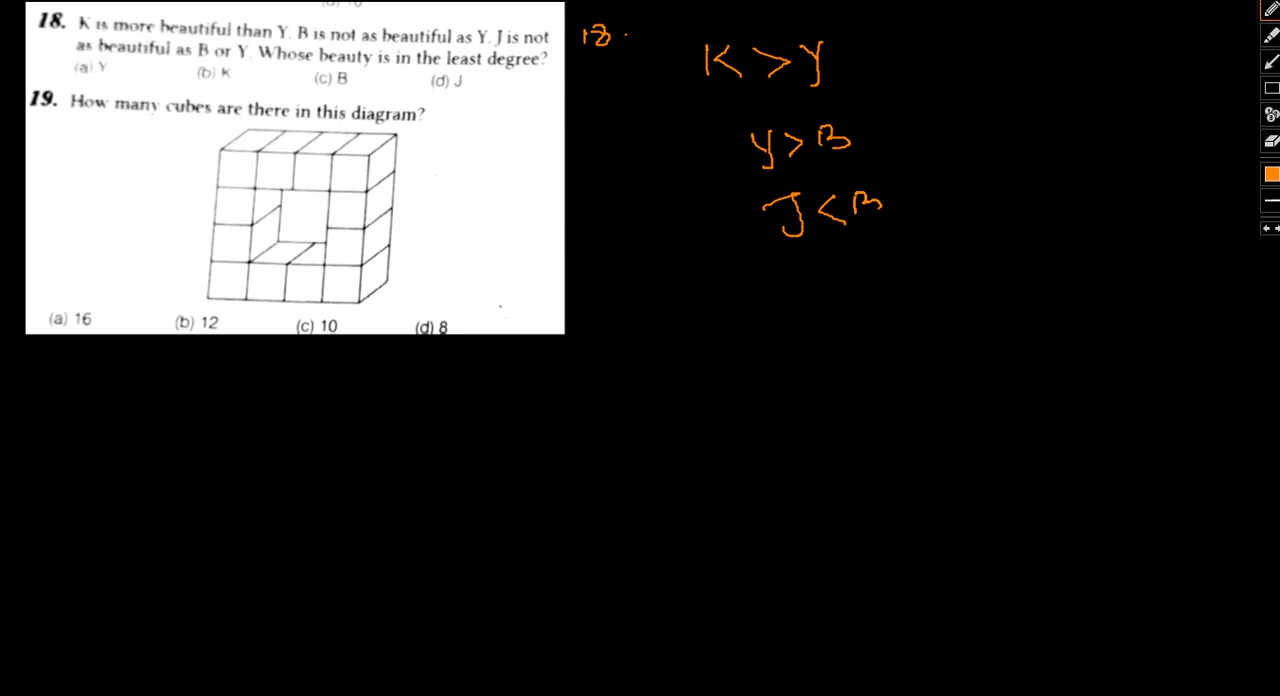 18. K is more beautiful than Y. B is not as beautiful as Y. J is not
as beautiful as B or Y. Whose beauty is in the least degree?
(a) Y (b) K (c) B (d) J
19. How many cubes are there in this diagram?
(a) 16 (b) 12 (c) 10 (d) 8
18.
K > Y
Y > B
J < B